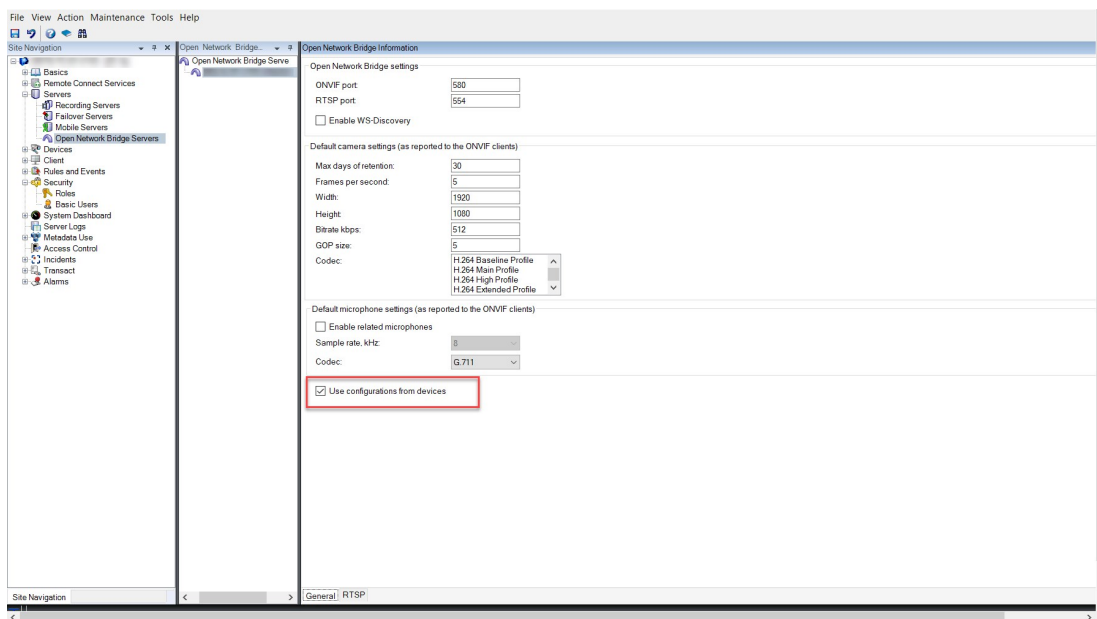 File View Action Maintenance Tools Help
Site Navigation
Basics
Remote Connect Services
Servers
Recording Servers
Failover Servers
Mobile Servers
Open Network Bridge Servers
Devices
Client
Rules and Events
Security
Roles
Basic Users
System Dashboard
Server Logs
Metadata Use
Access Control
Incidents
Transact
Alarms
Site Navigation
Open Network Bridge...
Open Network Bridge Serve
Open Network Bridge Information
Open Network Bridge settings
ONVIF port: 580
RTSP port: 554
Enable WS-Discovery
Default camera settings (as reported to the ONVIF clients)
Max days of retention: 30
Frames per second: 5
Width: 1920
Height: 1080
Bitrate kbps: 512
GOP size: 5
Codec: H.264 Baseline Profile
H.264 Main Profile
H.264 High Profile
H.264 Extended Profile
Default microphone settings (as reported to the ONVIF clients)
Enable related microphones
Sample rate, kHz: 8
Codec: G.711
Use configurations from devices
General RTSP